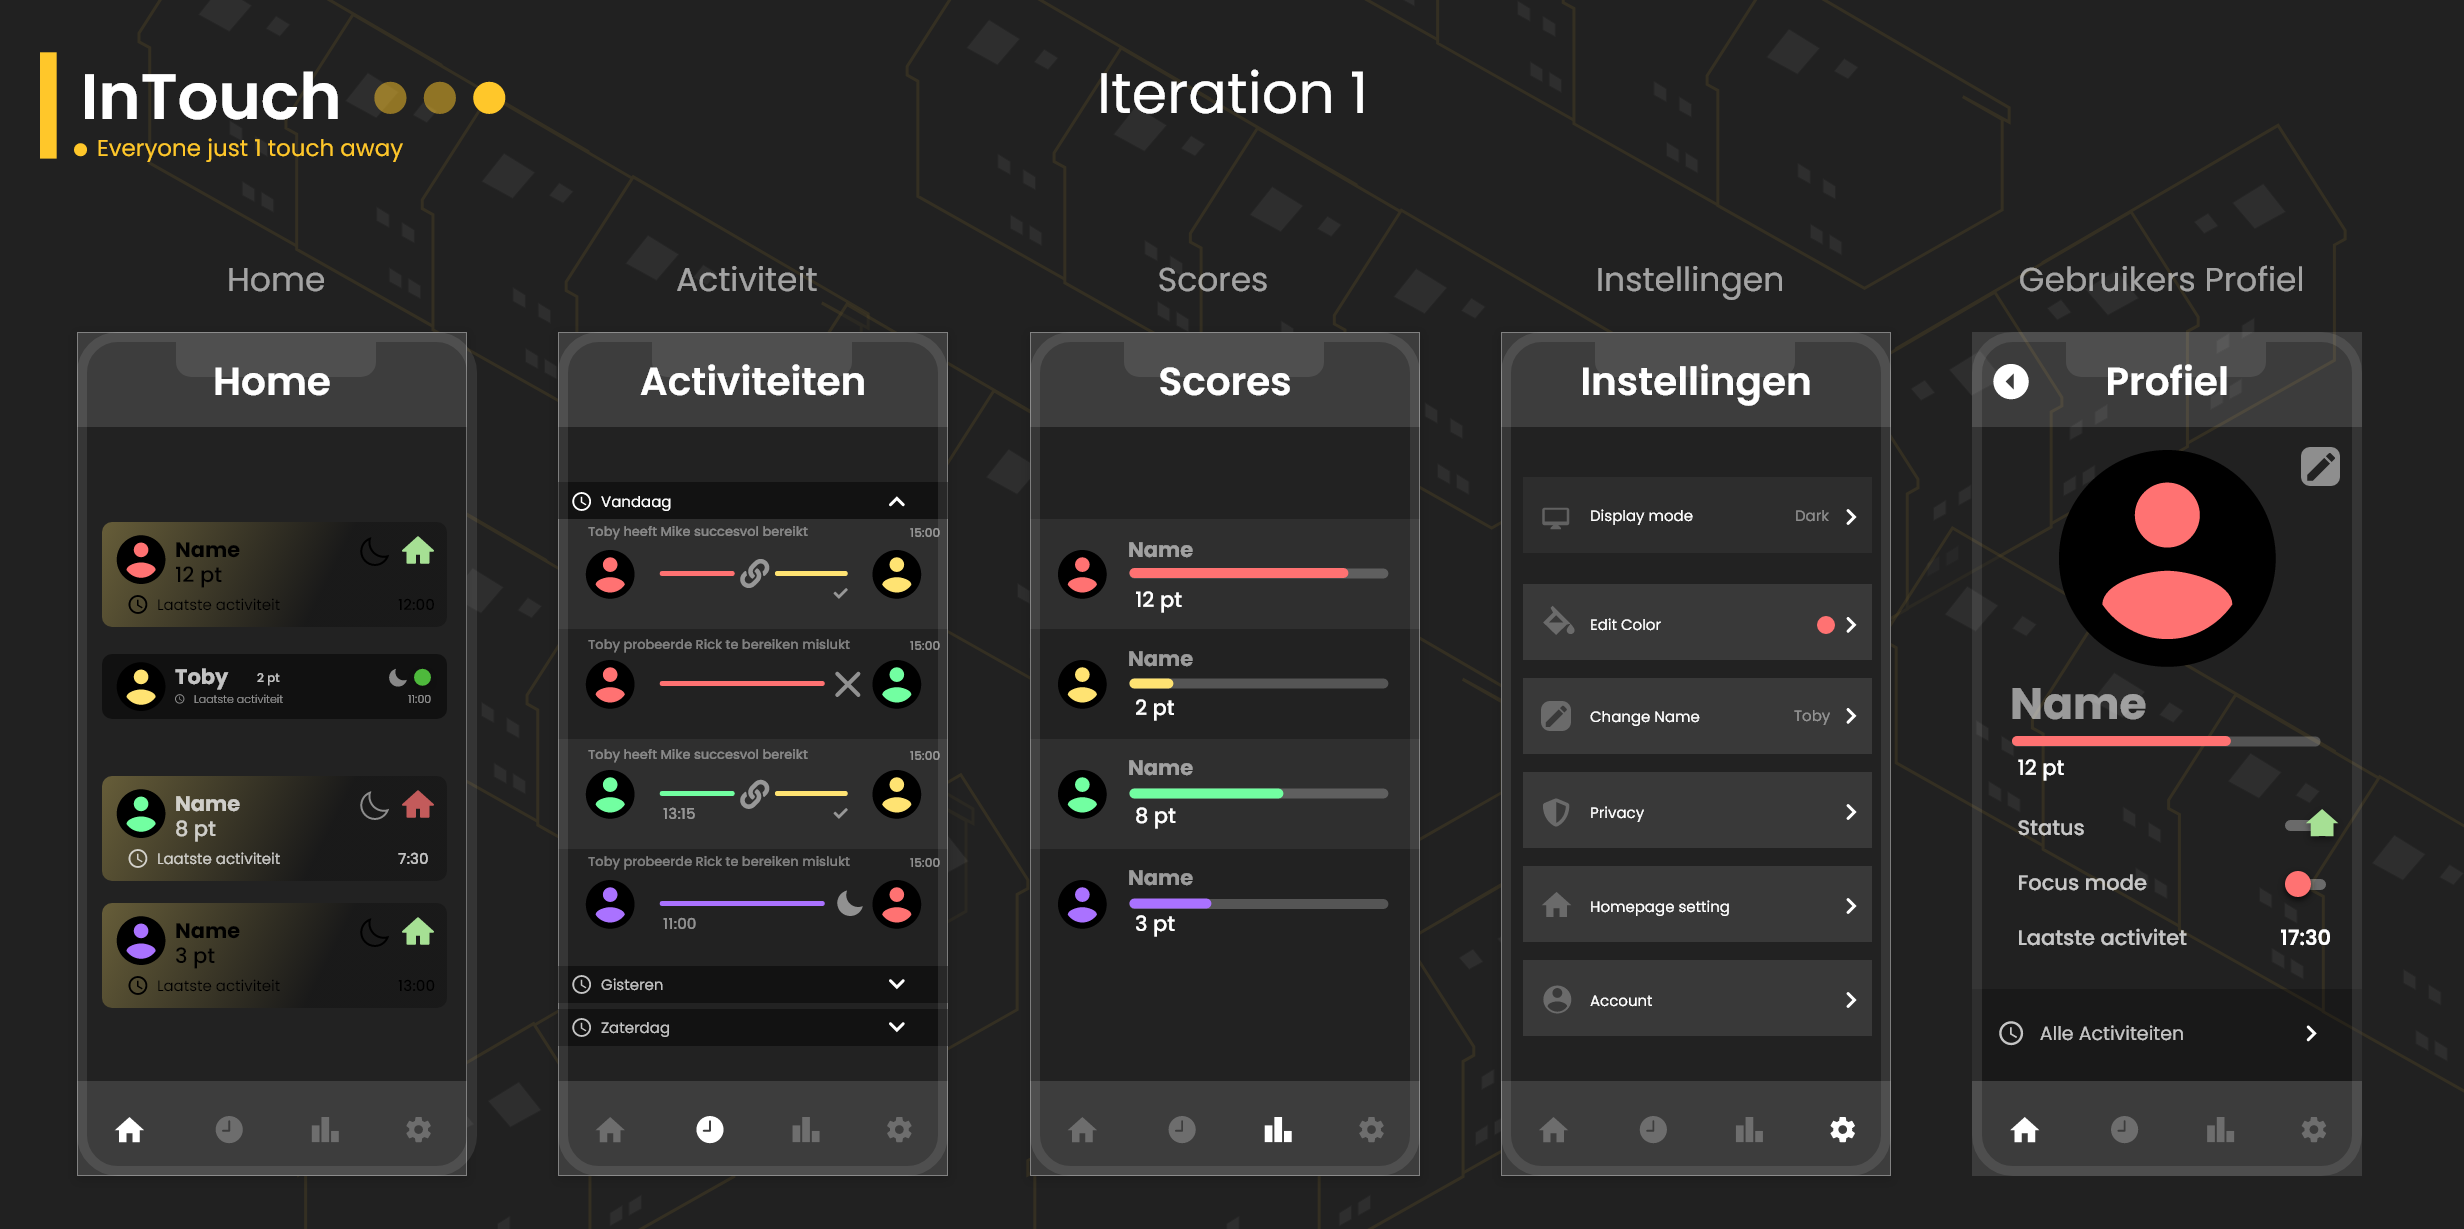 InTouch
Everyone just 1 touch away
Iteration 1
Home
Activiteit
Scores
Instellingen
Gebruikers Profiel
Home
Name
12 pt
Laatste activiteit
12:00
Toby
2 pt
Laatste activiteit
11:00
Name
8 pt
Laatste activiteit
7:30
Name
3 pt
Laatste activiteit
13:00
Activiteiten
Vandaag
Toby heeft Mike succesvol bereikt
15:00
Toby probeerde Rick te bereiken mislukt
15:00
Toby heeft Mike succesvol bereikt
15:00
13:15
Toby probeerde Rick te bereiken mislukt
15:00
11:00
Gisteren
Zaterdag
Scores
Name
12 pt
Name
2 pt
Name
8 pt
Name
3 pt
Instellingen
Display mode
Dark
Edit Color
Change Name
Toby
Privacy
Homepage setting
Account
Profiel
Name
12 pt
Status
Focus mode
Laatste activitet
17:30
Alle Activiteiten